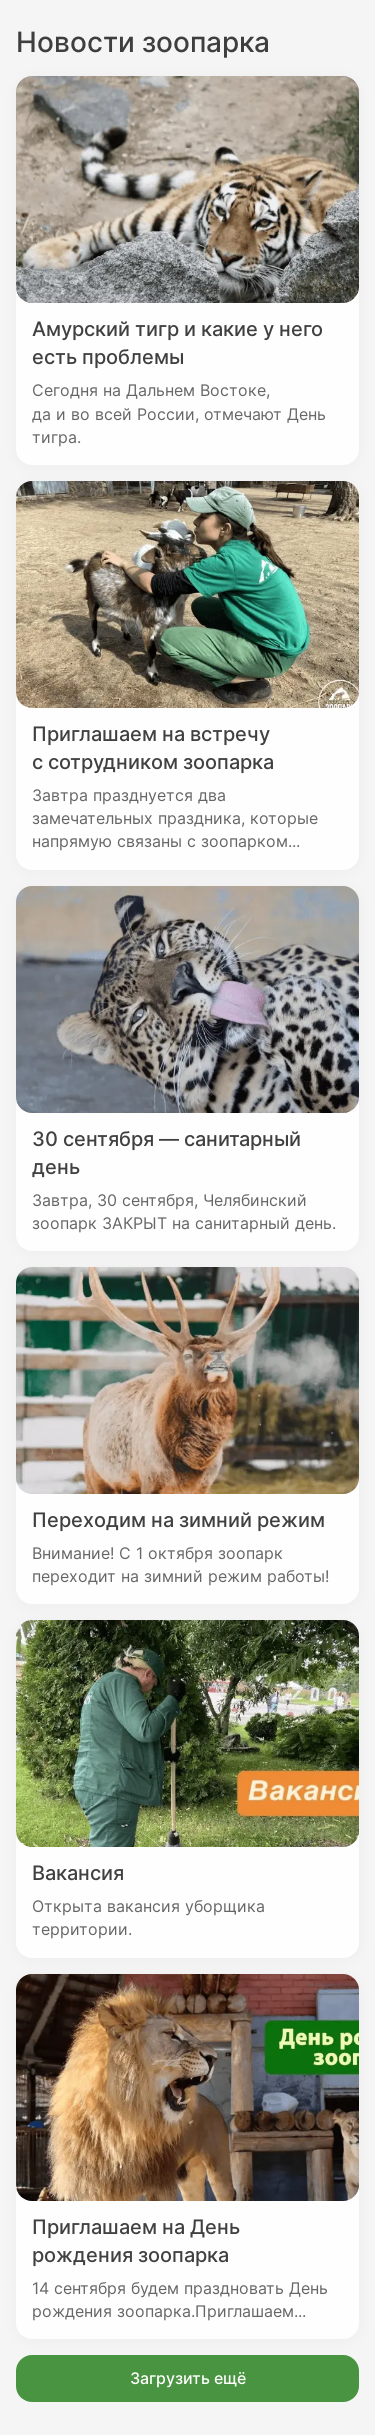 Новости зоопарка
Амурский тигр и какие у него
есть проблемы
Сегодня на Дальнем Востоке,
да и во всей России, отмечают День
тигра.
Приглашаем на встречу
с сотрудником зоопарка
Завтра празднуется два
замечательных праздника, которые
напрямую связаны с зоопарком...
30 сентября — санитарный
день
Завтра, 30 сентября, Челябинский
зоопарк ЗАКРЫТ на санитарный день.
Переходим на зимний режим
Внимание! С 1 октября зоопарк
переходит на зимний режим работы!
Ваканси
Вакансия
Открыта вакансия уборщика
территории.
День ро
зооп
Приглашаем на День
рождения зоопарка
14 сентября будем праздновать День
рождения зоопарка.Приглашаем...
Загрузить ещё